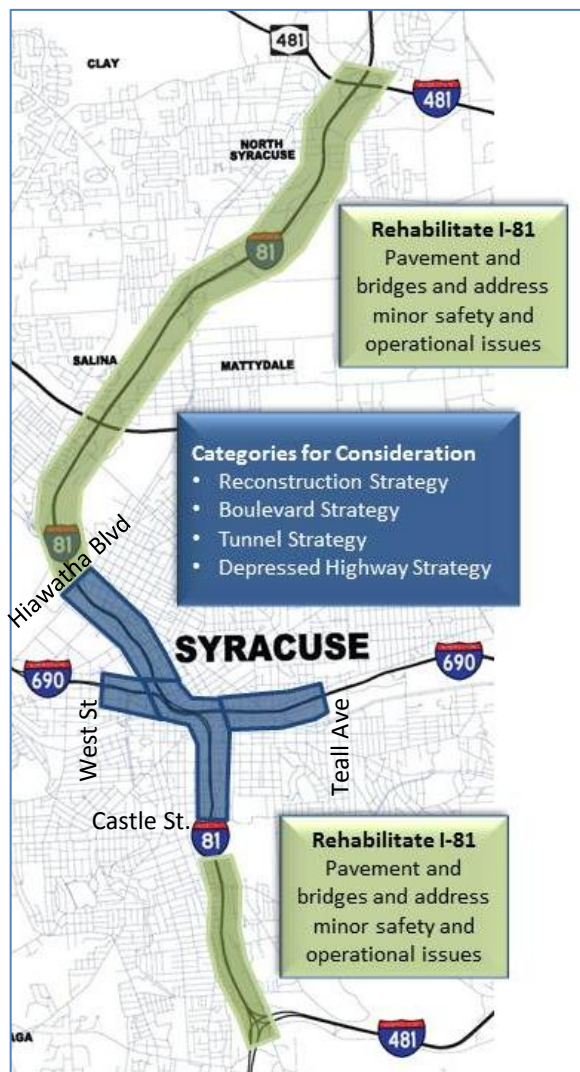 481
CLAY
481
NORTH
SYRACUSE
Rehabilitate I-81
Pavement and
bridges and address
minor safety and
operational issues
81
SALINA
MATTYDALE
Categories for Consideration
• Reconstruction Strategy
• Boulevard Strategy
• Tunnel Strategy
• Depressed Highway Strategy
81
Hiawatha Blvd
SYRACUSE
690
690
West St
Teall Ave
Castle St.
81
Rehabilitate I-81
Pavement and
bridges and address
minor safety and
operational issues
481
AGA